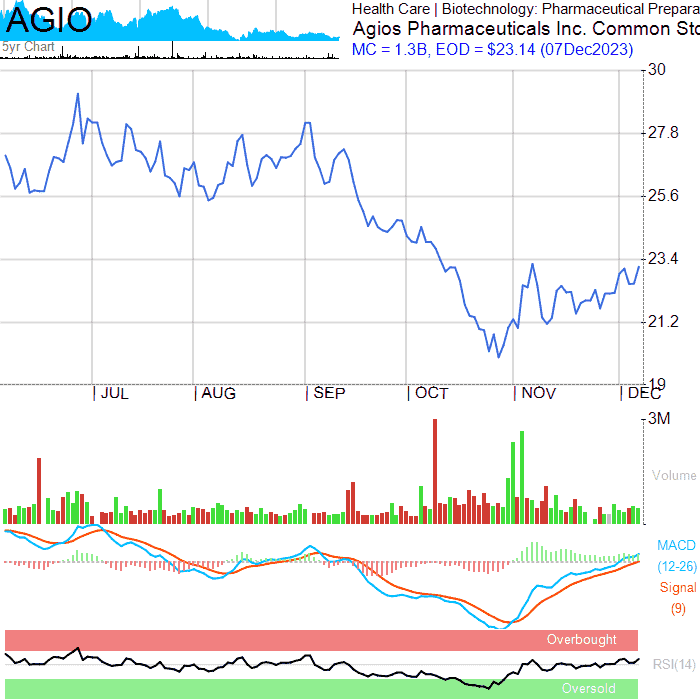 AGIO
5yr Chart
Health Care | Biotechnology: Pharmaceutical Prepara
Agios Pharmaceuticals Inc. Common Sto
MC = 1.3B, EOD = $23.14 (07Dec2023)
30
27.8
25.6
23.4
21.2
19
JUL AUG SEP OCT NOV DEC
3M
Volume
MACD
(12-26)
Signal
(9)
Overbought
RSI(14)
Oversold